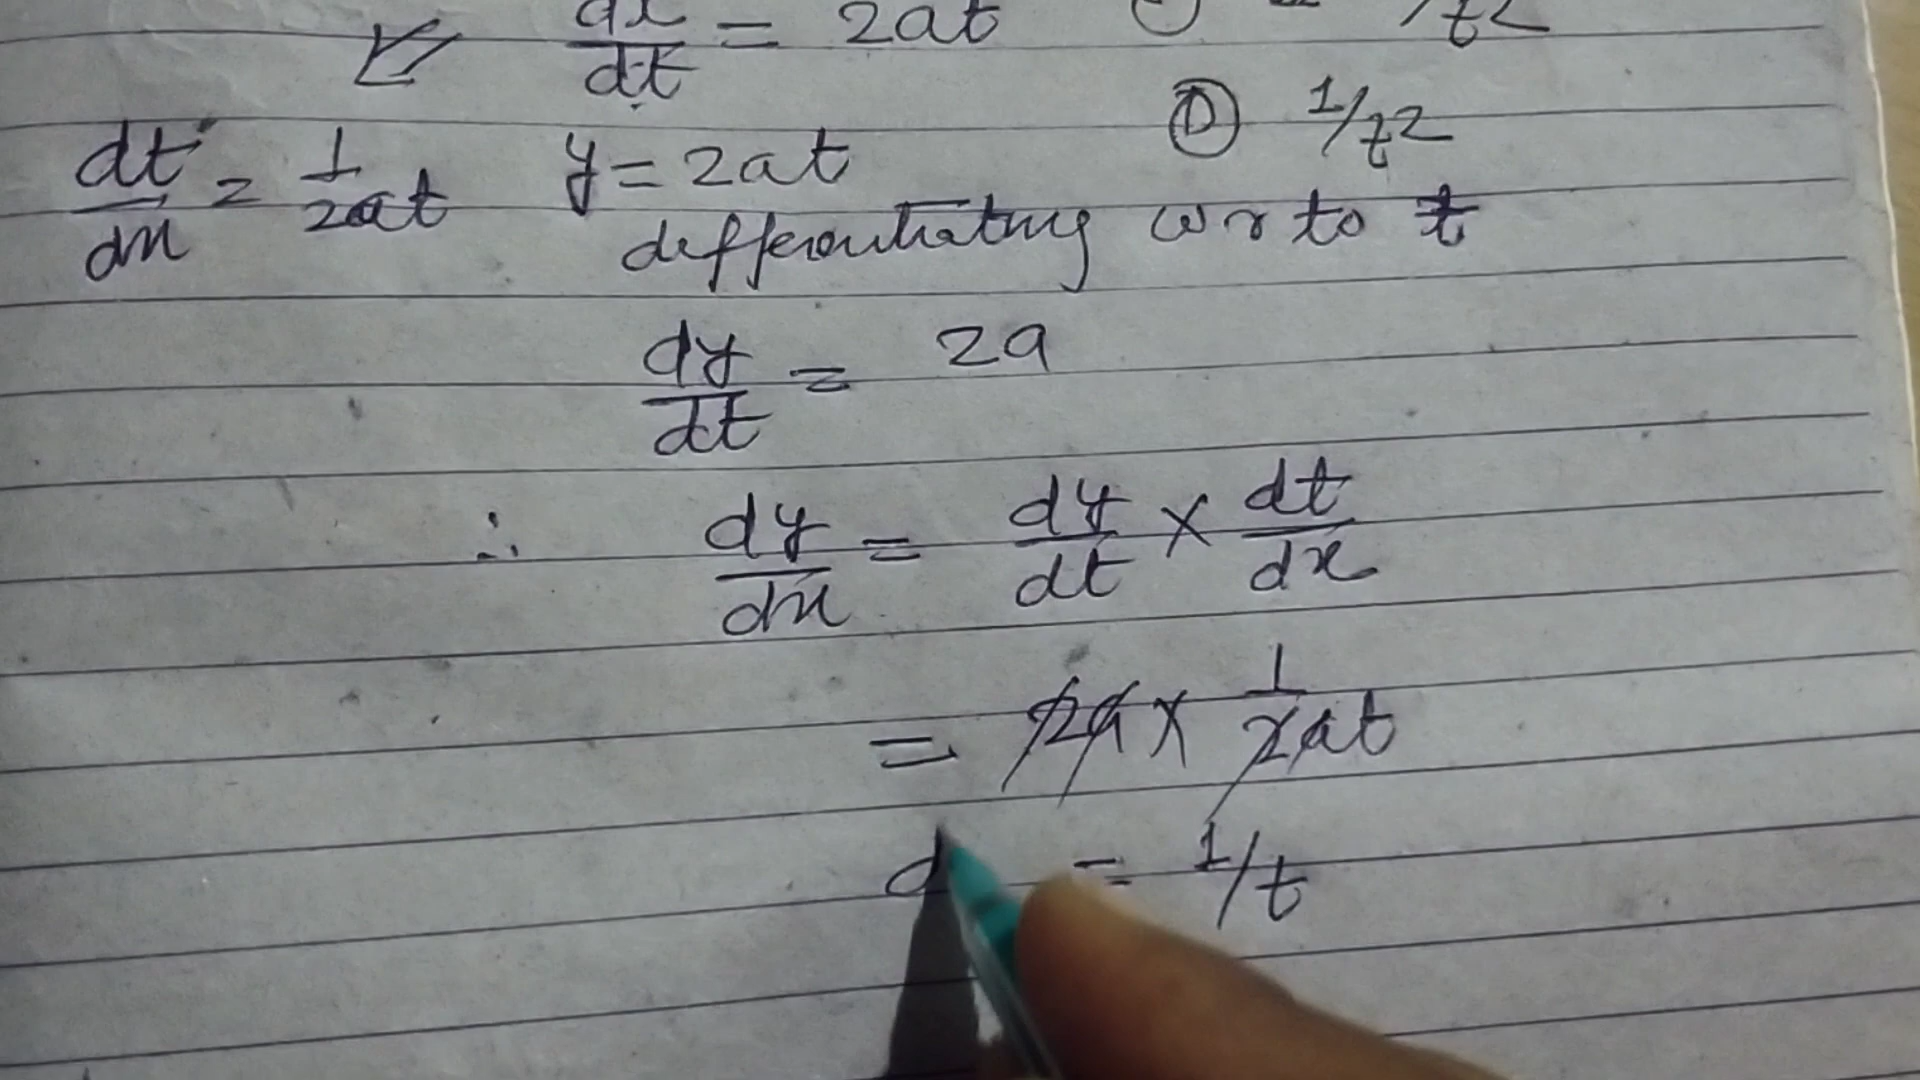 dx/dt = 2at
t2
D 1/t2
dt/dx = 1/2at y = 2at
differentiating w r to t
dy/dt = 2a
∴ dy/dx = dy/dt × dt/dx
= 2a × 1/2at
d = 1/t